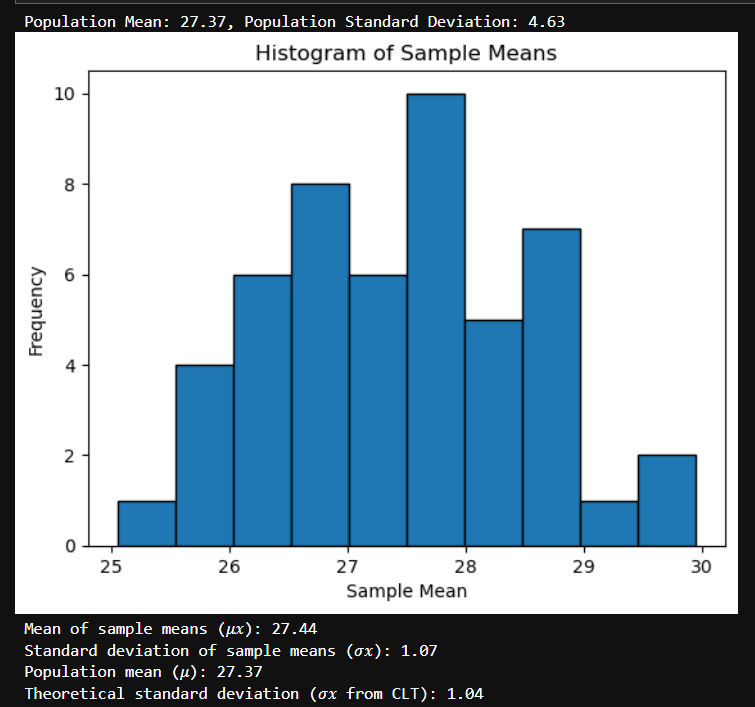 Population Mean: 27.37, Population Standard Deviation: 4.63
Histogram of Sample Means
10
8
6
4
2
0
Frequency
25 26 27 28 29 30
Sample Mean
Mean of sample means (μx): 27.44
Standard deviation of sample means (σx): 1.07
Population mean (μ): 27.37
Theoretical standard deviation (σx from CLT): 1.04